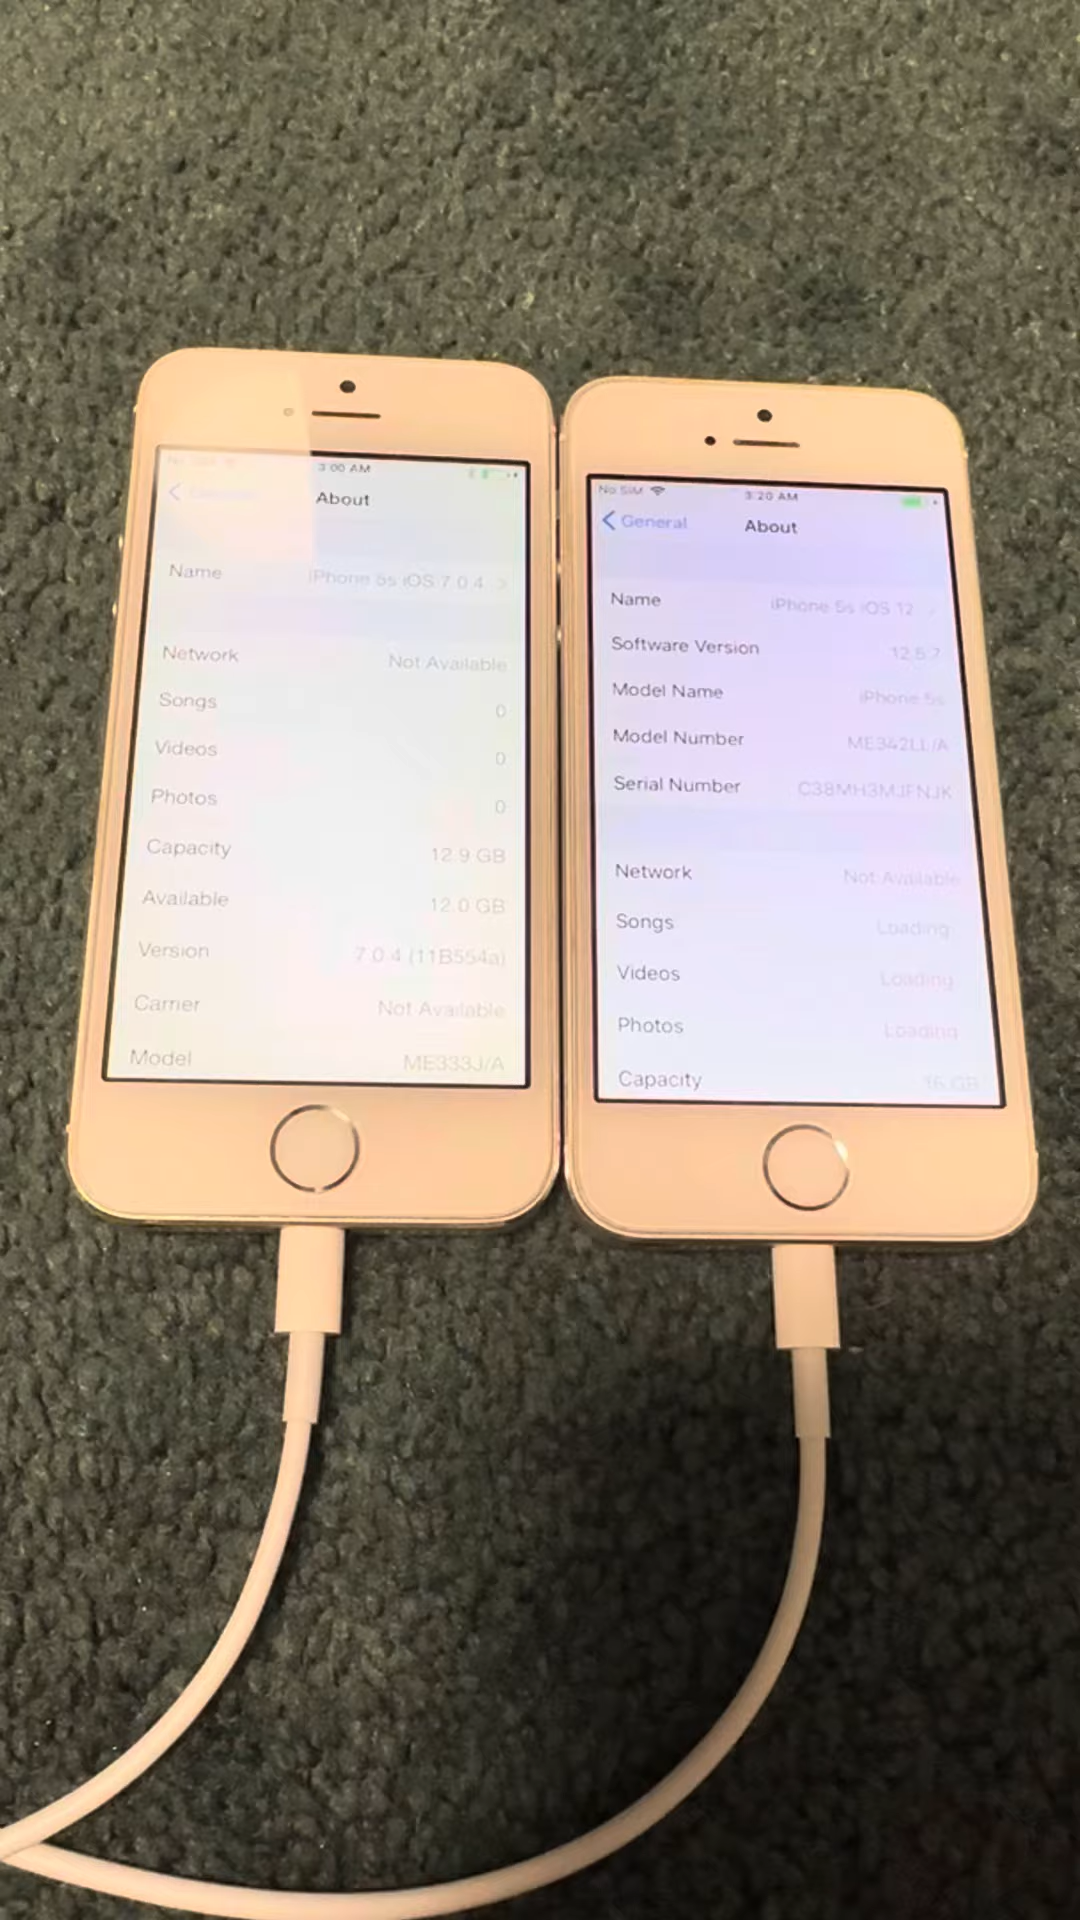 3:00 AM
About
Name iPhone 5s iOS 7.0.4
Network Not Available
Songs 0
Videos 0
Photos 0
Capacity 12.9 GB
Available 12.0 GB
Version 7.0.4 (11B554a)
Carrier Not Available
Model ME333J/A
No SIM 3:20 AM
General About
Name iPhone 5s iOS 12
Software Version 12.5.7
Model Name iPhone 5s
Model Number ME342LL/A
Serial Number C38MH3MJFNJK
Network Not Available
Songs Loading
Videos Loading
Photos Loading
Capacity 16 GB